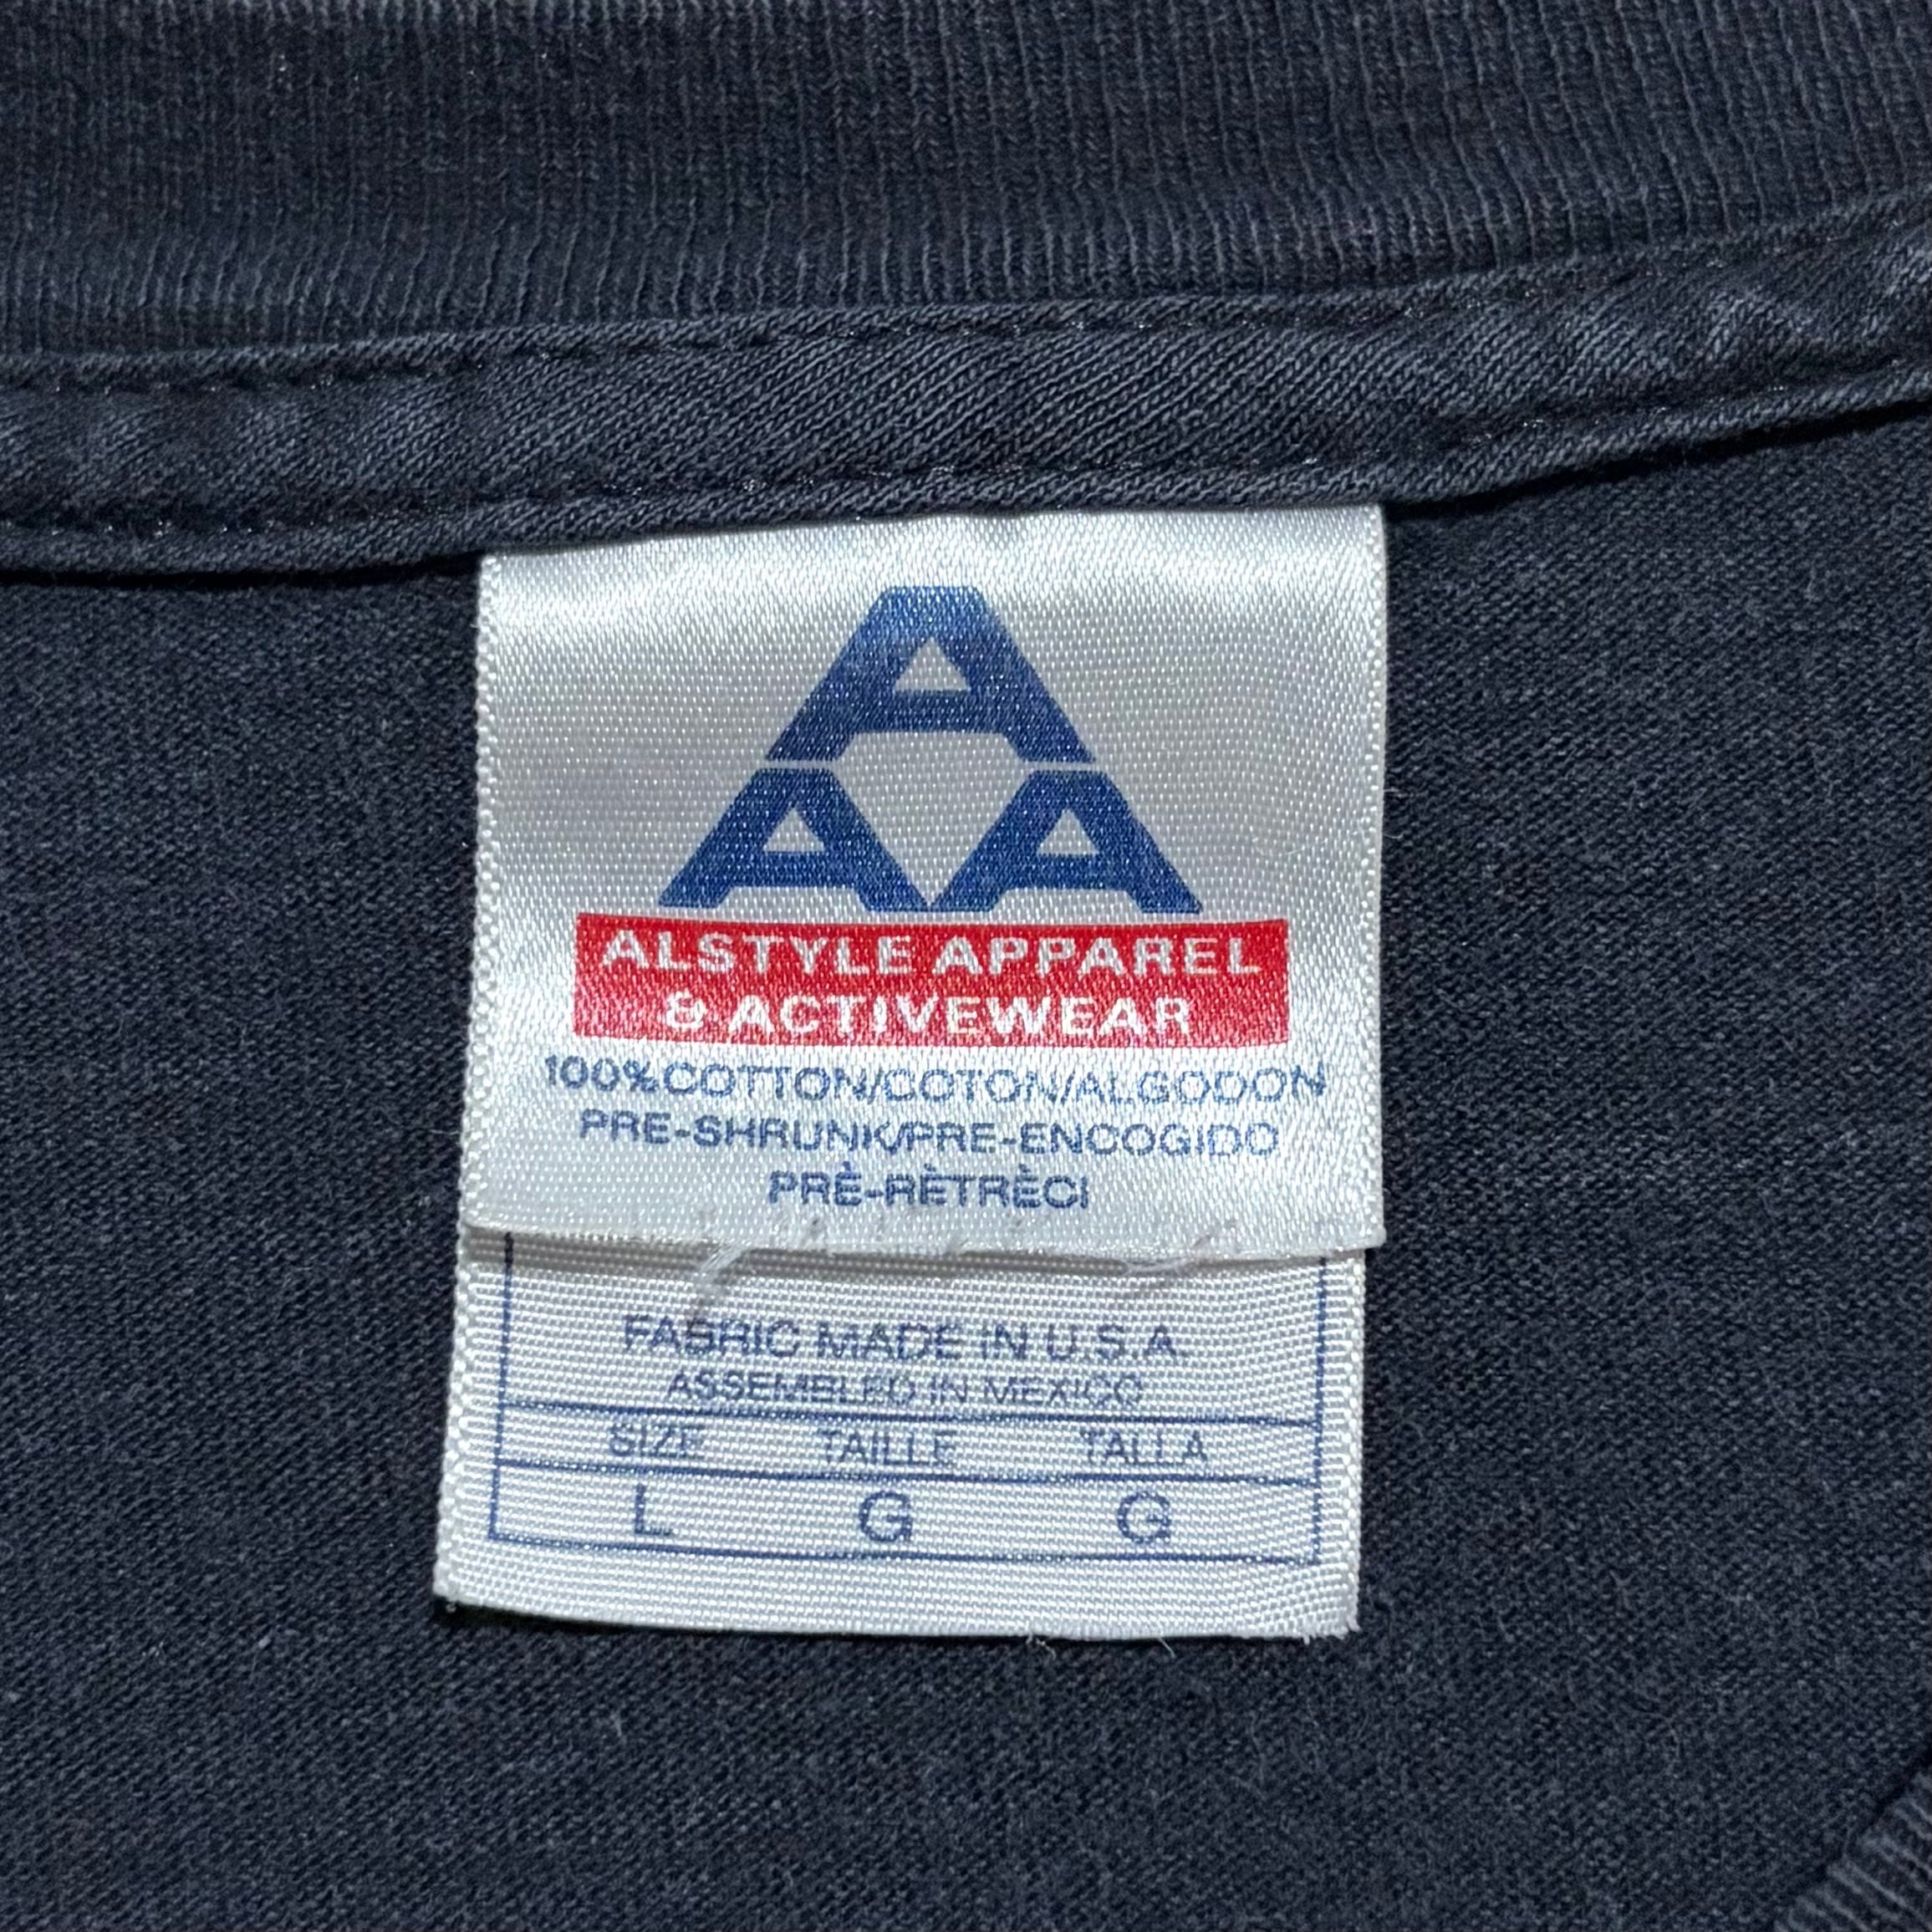 A
A A
ALSTYLE APPAREL
& ACTIVEWEAR
100%COTTON/COTON/ALGODON
PRE-SHRUNK/PRE-ENCOGIDO
PRÈ-RÈTRÈCI
FABRIC MADE IN U.S.A.
ASSEMBLED IN MEXICO
SIZE TAILLE TALLA
L G G